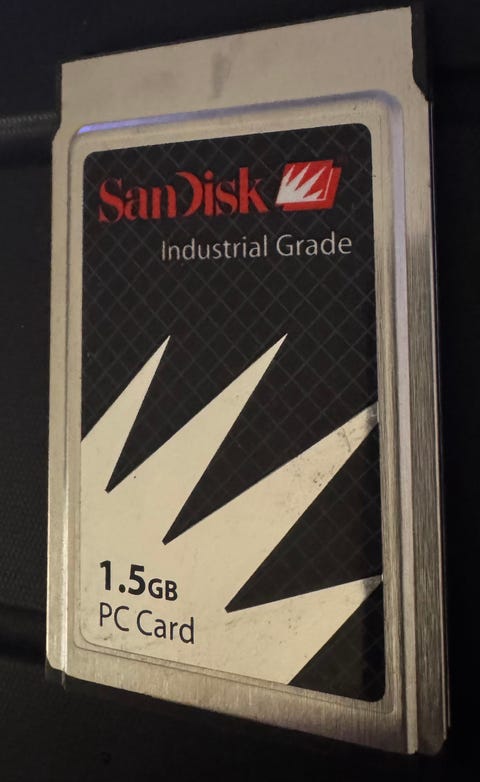 SanDisk
Industrial Grade
1.5GB
PC Card